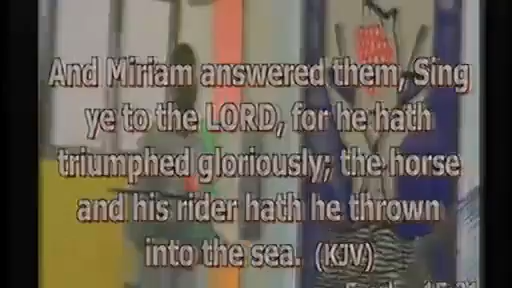 And Miriam answered them, Sing
ye to the LORD, for he hath
triumphed gloriously; the horse
and his rider hath he thrown
into the sea. (KJV)